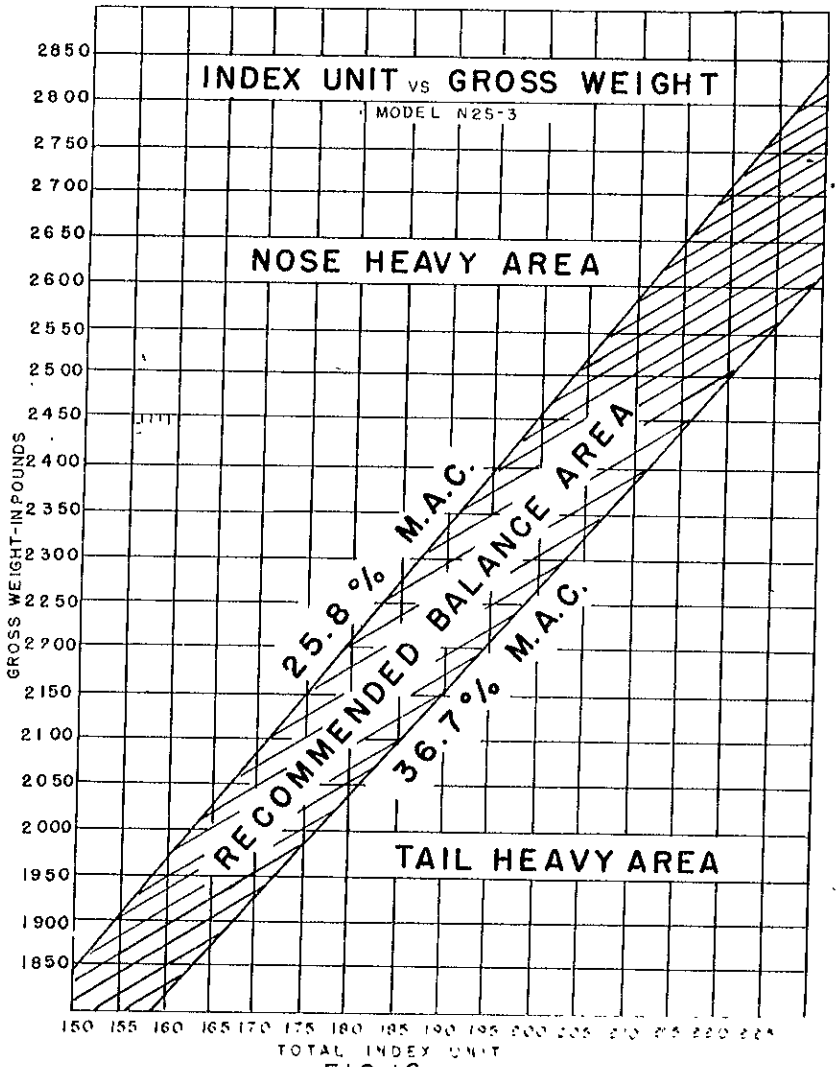 INDEX UNIT VS GROSS WEIGHT
MODEL N2S-3
2850
2800
2750
2700
2650
2600
2550
2500
2450
2400
2350
2300
2250
2200
2150
2100
2050
2000
1950
1900
1850
GROSS WEIGHT-IN POUNDS
NOSE HEAVY AREA
25.8% M.A.C.
RECOMMENDED BALANCE AREA
36.7% M.A.C.
TAIL HEAVY AREA
150 155 160 165 170 175 180 185 190 195 200 205 210 215 220 225
TOTAL INDEX UNIT